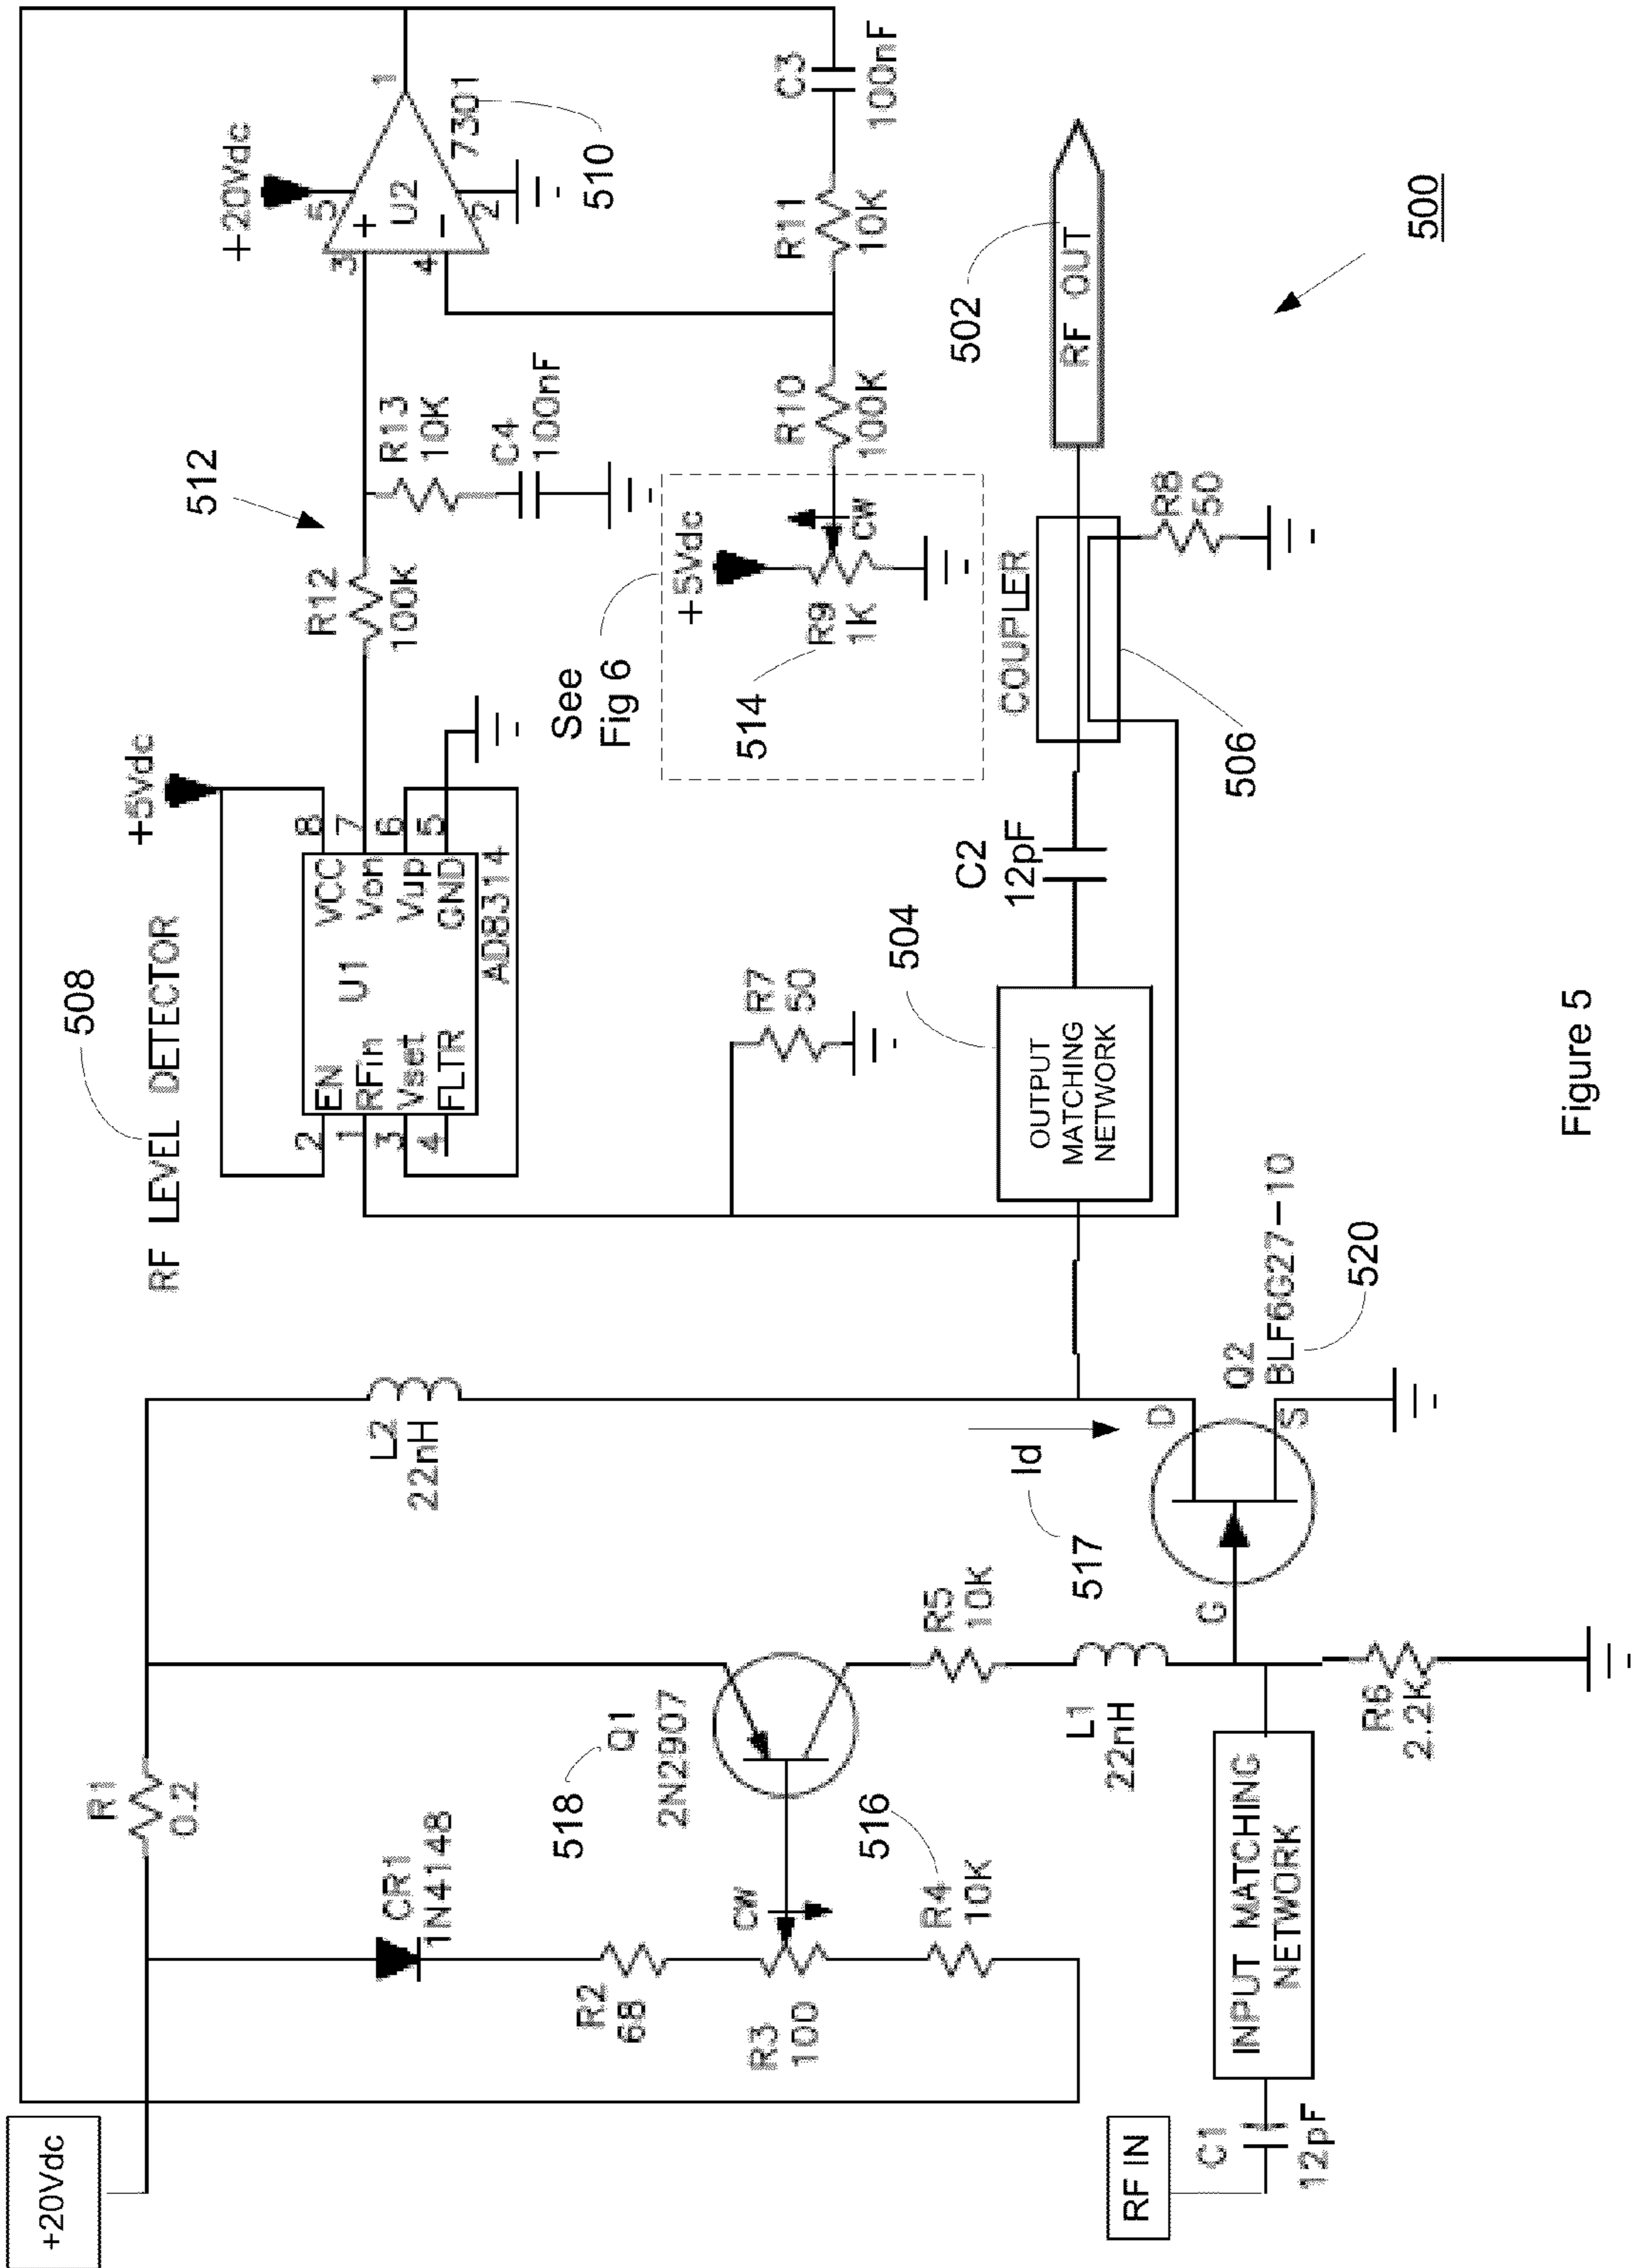 +20Vdc
R1
0.2
CR1
1N4148
R2
68
R3
100
CW
R4
10K
516
518
Q1
2N2907
R5
10K
L1
22nH
L2
22nH
Id
517
RF IN
C1
12pF
INPUT MATCHING
NETWORK
R6
2.2K
G
D
S
Q2
BLF6G27-10
520
508
RF LEVEL DETECTOR
+5Vdc
2
1
3
4
EN
RFin
Vset
FLTR
U1
VCC
Von
Vup
GND
8
7
6
5
AD8314
R7
50
504
OUTPUT
MATCHING
NETWORK
C2
12pF
R12
100K
512
R13
10K
C4
100nF
See
Fig 6
+5Vdc
R9
1K
514
CW
R10
100K
R11
10K
C3
100nF
+20Vdc
3
4
5
2
1
+
-
U2
7301
510
COUPLER
506
R8
50
502
RF OUT
500
Figure 5